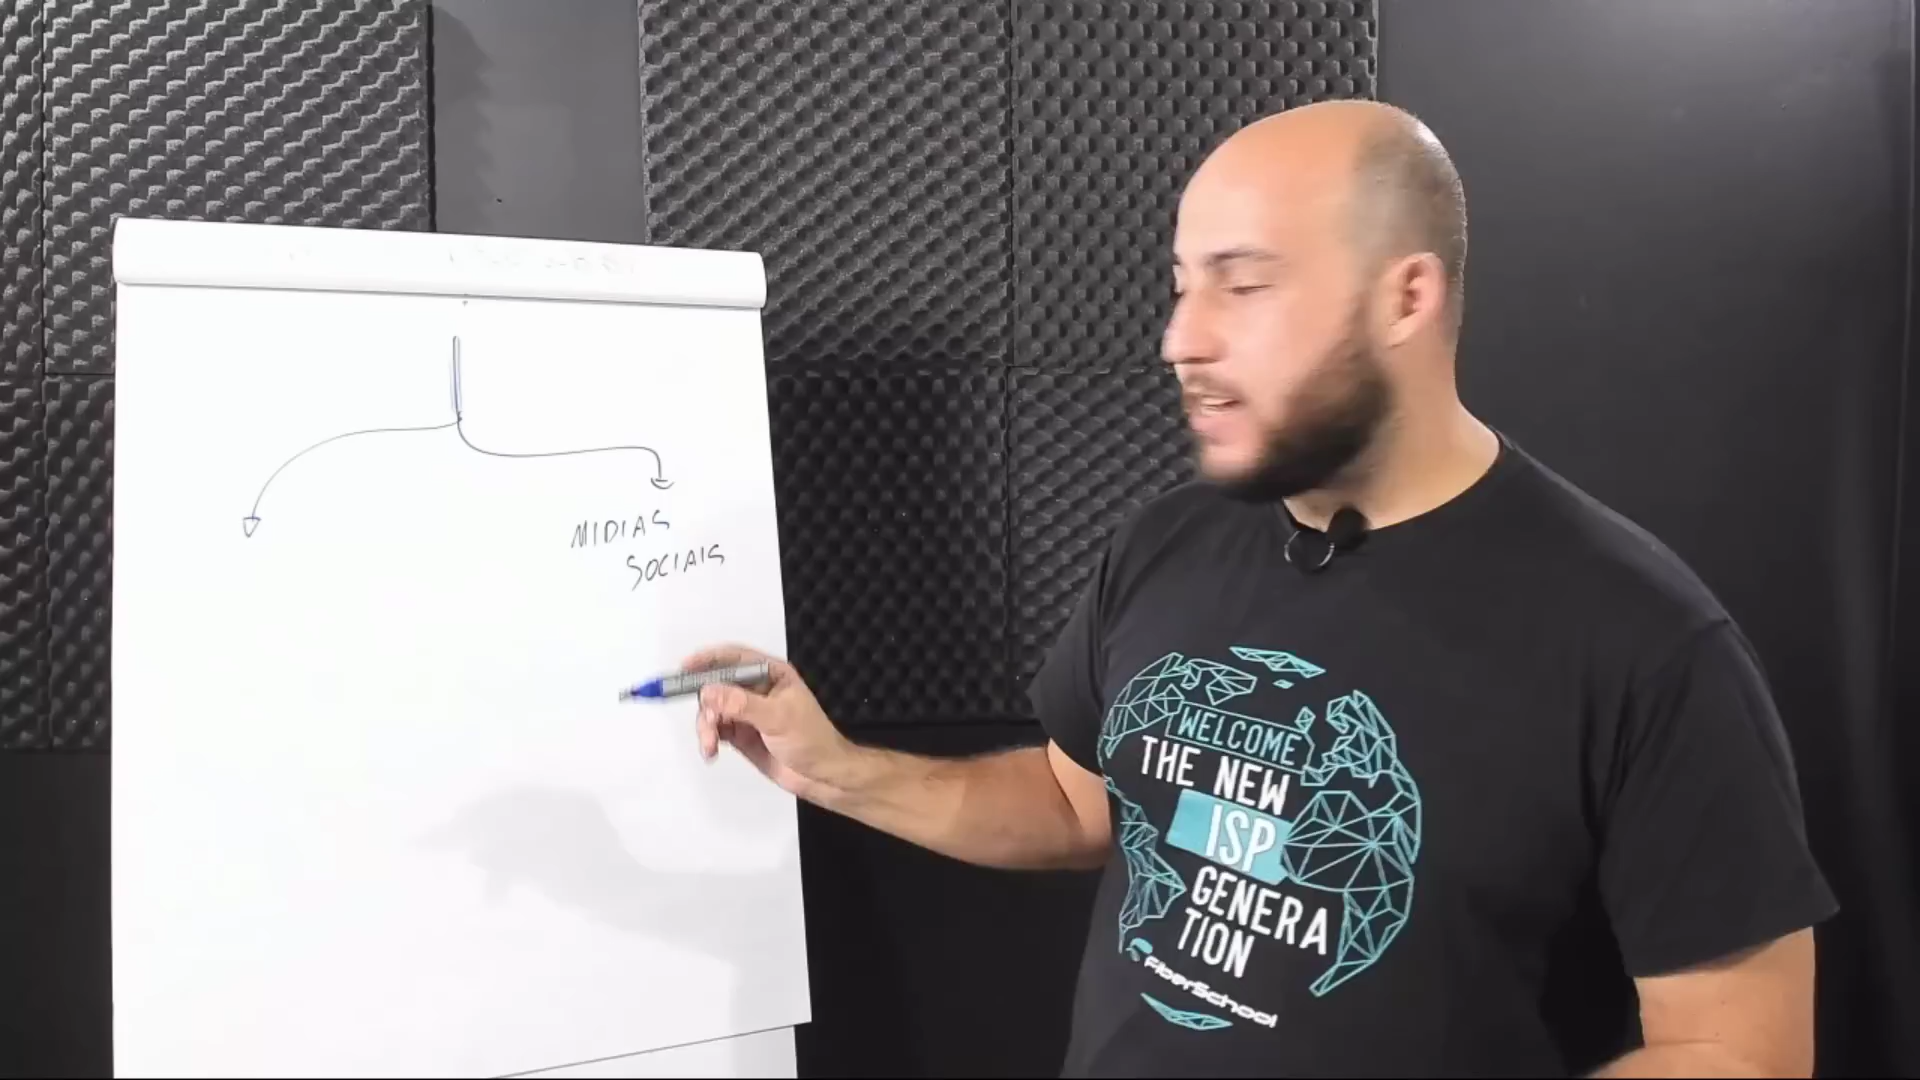 MIDIAS
SOCIAIS
WELCOME
THE NEW
ISP
GENERA
TION
FiberSchool